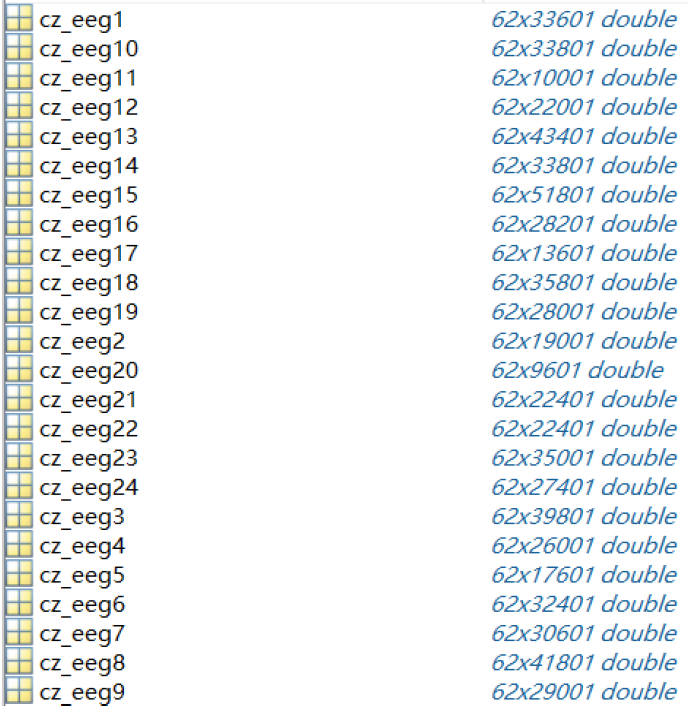 cz_eeg1 62x33601 double
cz_eeg10 62x33801 double
cz_eeg11 62x10001 double
cz_eeg12 62x22001 double
cz_eeg13 62x43401 double
cz_eeg14 62x33801 double
cz_eeg15 62x51801 double
cz_eeg16 62x28201 double
cz_eeg17 62x13601 double
cz_eeg18 62x35801 double
cz_eeg19 62x28001 double
cz_eeg2 62x19001 double
cz_eeg20 62x9601 double
cz_eeg21 62x22401 double
cz_eeg22 62x22401 double
cz_eeg23 62x35001 double
cz_eeg24 62x27401 double
cz_eeg3 62x39801 double
cz_eeg4 62x26001 double
cz_eeg5 62x17601 double
cz_eeg6 62x32401 double
cz_eeg7 62x30601 double
cz_eeg8 62x41801 double
cz_eeg9 62x29001 double